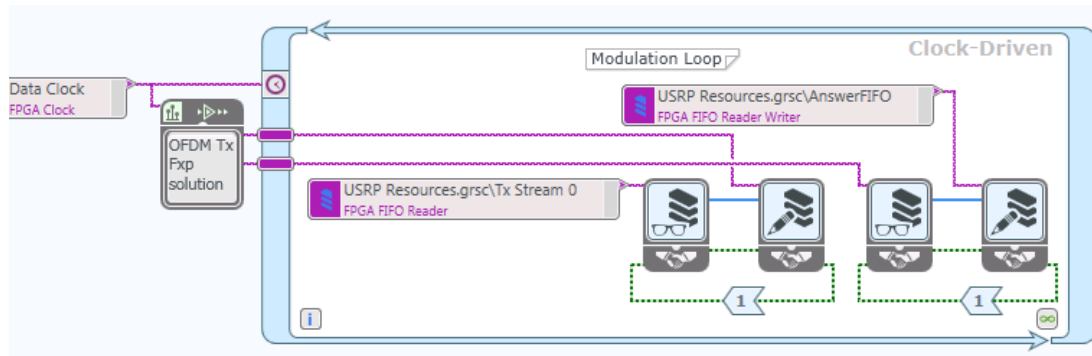 Clock-Driven
Modulation Loop
Data Clock
FPGA Clock
USRP Resources.grsc\AnswerFIFO
FPGA FIFO Reader Writer
OFDM Tx
Fxp
solution
USRP Resources.grsc\Tx Stream 0
FPGA FIFO Reader
1
1
i